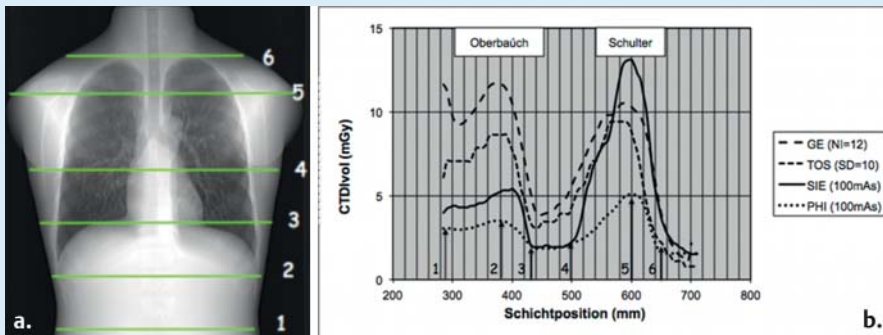 6
5
4
3
2
1
a.
b.
Oberbaúch
Schulter
15
10
5
0
CTDIvol (mGy)
1 2 3 4 5 6
200 300 400 500 600 700 800
Schichtposition (mm)
GE (NI=12)
TOS (SD=10)
SIE (100mAs)
PHI (100mAs)